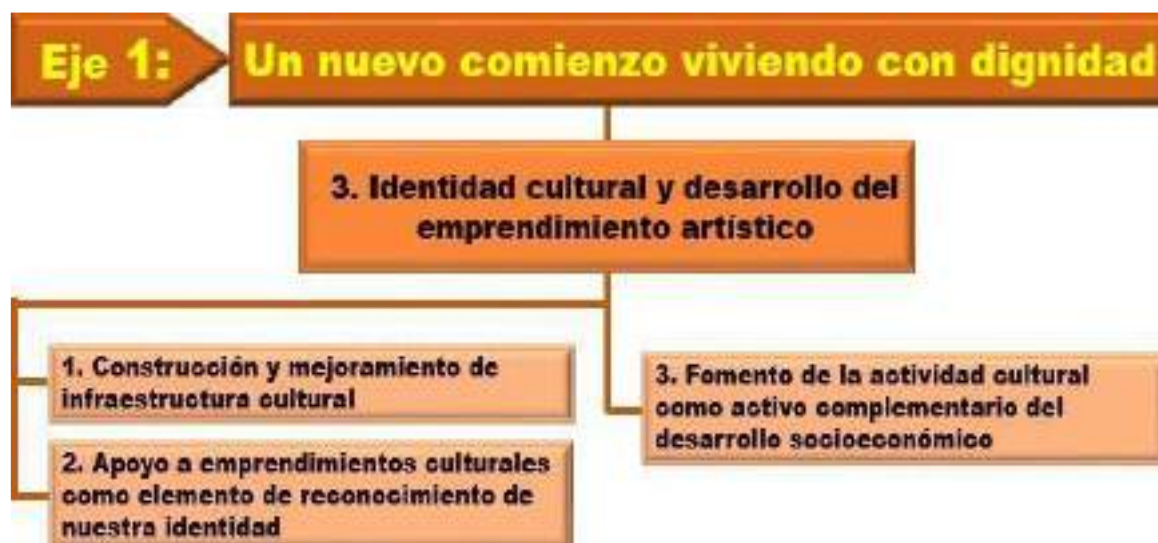 Eje 1:
Un nuevo comienzo viviendo con dignidad
3. Identidad cultural y desarrollo del
emprendimiento artístico
1. Construcción y mejoramiento de
infraestructura cultural
2. Apoyo a emprendimientos culturales
como elemento de reconocimiento de
nuestra identidad
3. Fomento de la actividad cultural
como activo complementario del
desarrollo socioeconómico